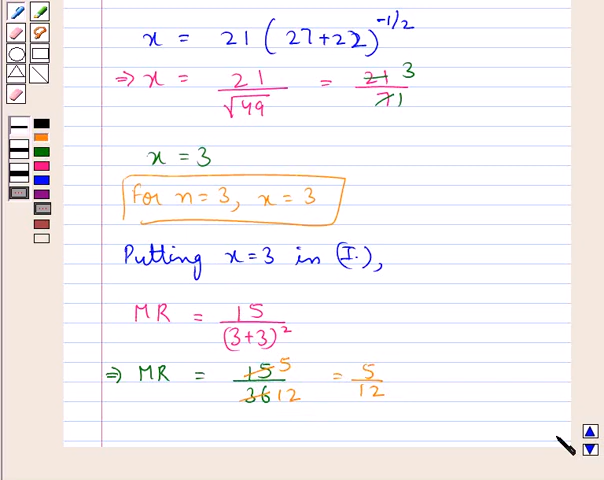 x = 21 ( 27+22 )^-1/2
⇒ x = 21/√49 = 21 3/7 1
x = 3
For n = 3, x = 3
Putting x = 3 in (I.),
MR = 15/(3+3)^2
⇒ MR = 15 5/36 12 = 5/12